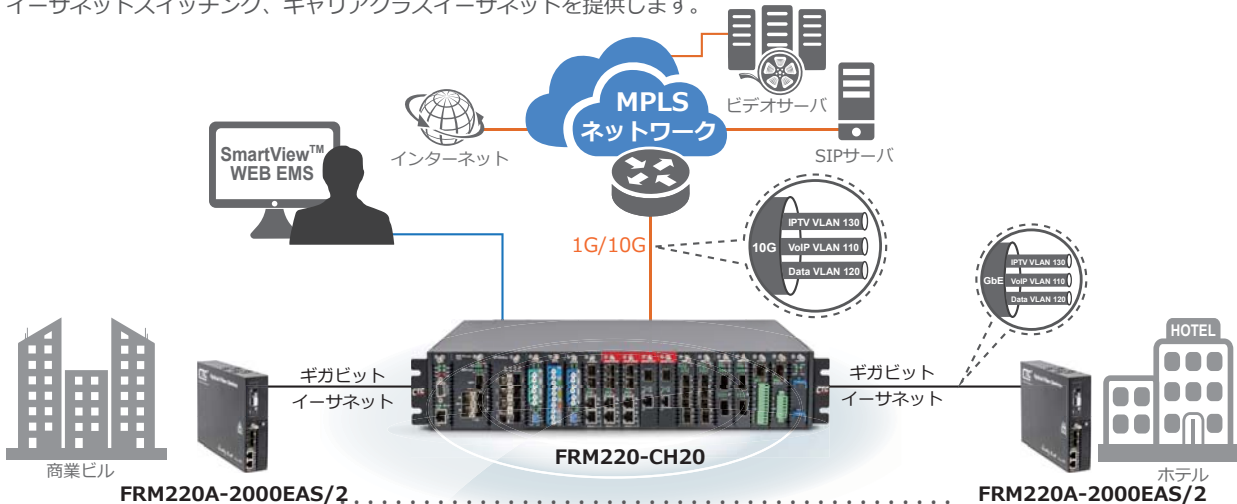 イーサネットスイッチング、キャリアクラスイーサネットを提供します。
MPLS
ネットワーク
ビデオサーバ
SIPサーバ
インターネット
SmartView™
WEB EMS
1G/10G
10G
IPTV VLAN 130
VoIP VLAN 110
Data VLAN 120
GbE
IPTV VLAN 130
VoIP VLAN 110
Data VLAN 120
HOTEL
ギガビット
イーサネット
ギガビット
イーサネット
FRM220-CH20
商業ビル
ホテル
FRM220A-2000EAS/2
FRM220A-2000EAS/2